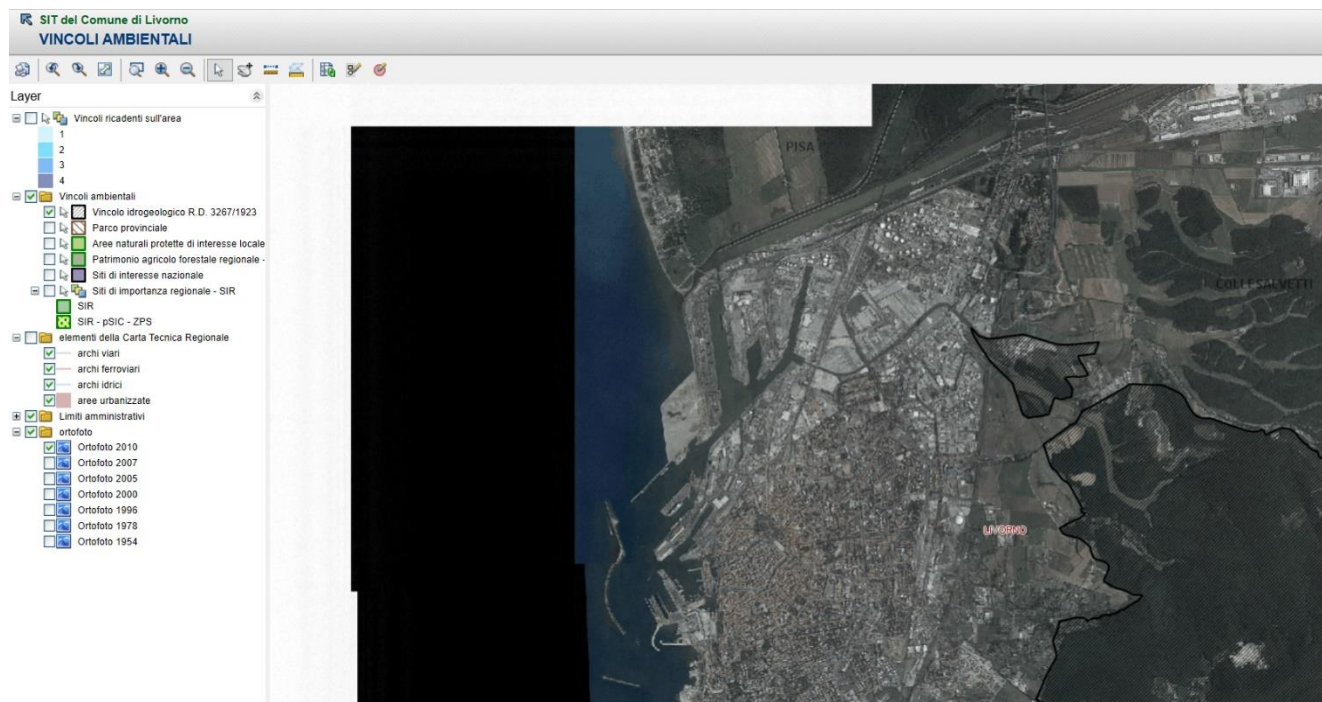 SIT del Comune di Livorno
VINCOLI AMBIENTALI
Layer
Vincoli ricadenti sull'area
1
2
3
4
Vincoli ambientali
Vincolo idrogeologico R.D. 3267/1923
Parco provinciale
Aree naturali protette di interesse locale
Patrimonio agricolo forestale regionale -
Siti di interesse nazionale
Siti di importanza regionale - SIR
SIR
SIR - pSIC - ZPS
elementi della Carta Tecnica Regionale
archi viari
archi ferroviari
archi idrici
aree urbanizzate
Limiti amministrativi
ortofoto
Ortofoto 2010
Ortofoto 2007
Ortofoto 2005
Ortofoto 2000
Ortofoto 1996
Ortofoto 1978
Ortofoto 1954
PISA
COLLESALVETTI
LIVORNO